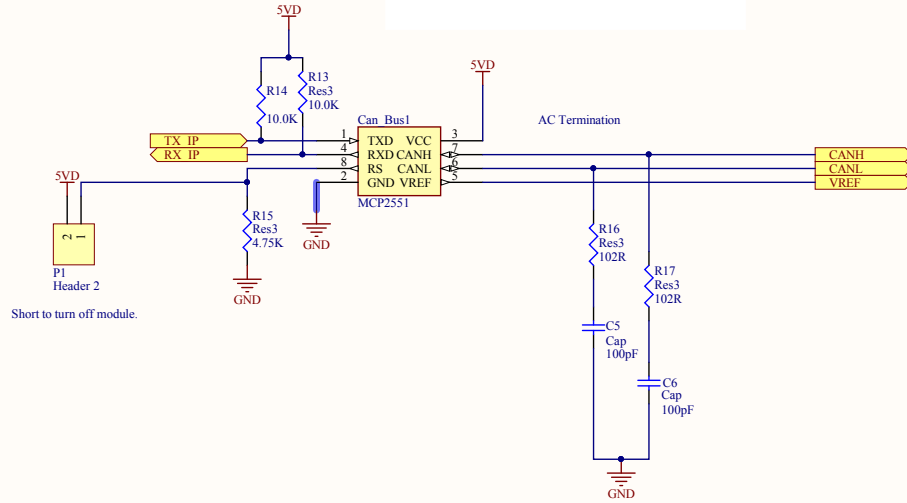 5VD
R13
Res3
10.0K
R14
10.0K
5VD
Can_Bus1
AC Termination
TX_IP
1
TXD
VCC
3
RX_IP
4
RXD
CANH
7
CANH
8
RS
CANL
6
CANL
2
GND
VREF
5
VREF
MCP2551
5VD
R15
Res3
4.75K
GND
GND
2
1
P1
Header 2
Short to turn off module.
R16
Res3
102R
R17
Res3
102R
C5
Cap
100pF
C6
Cap
100pF
GND